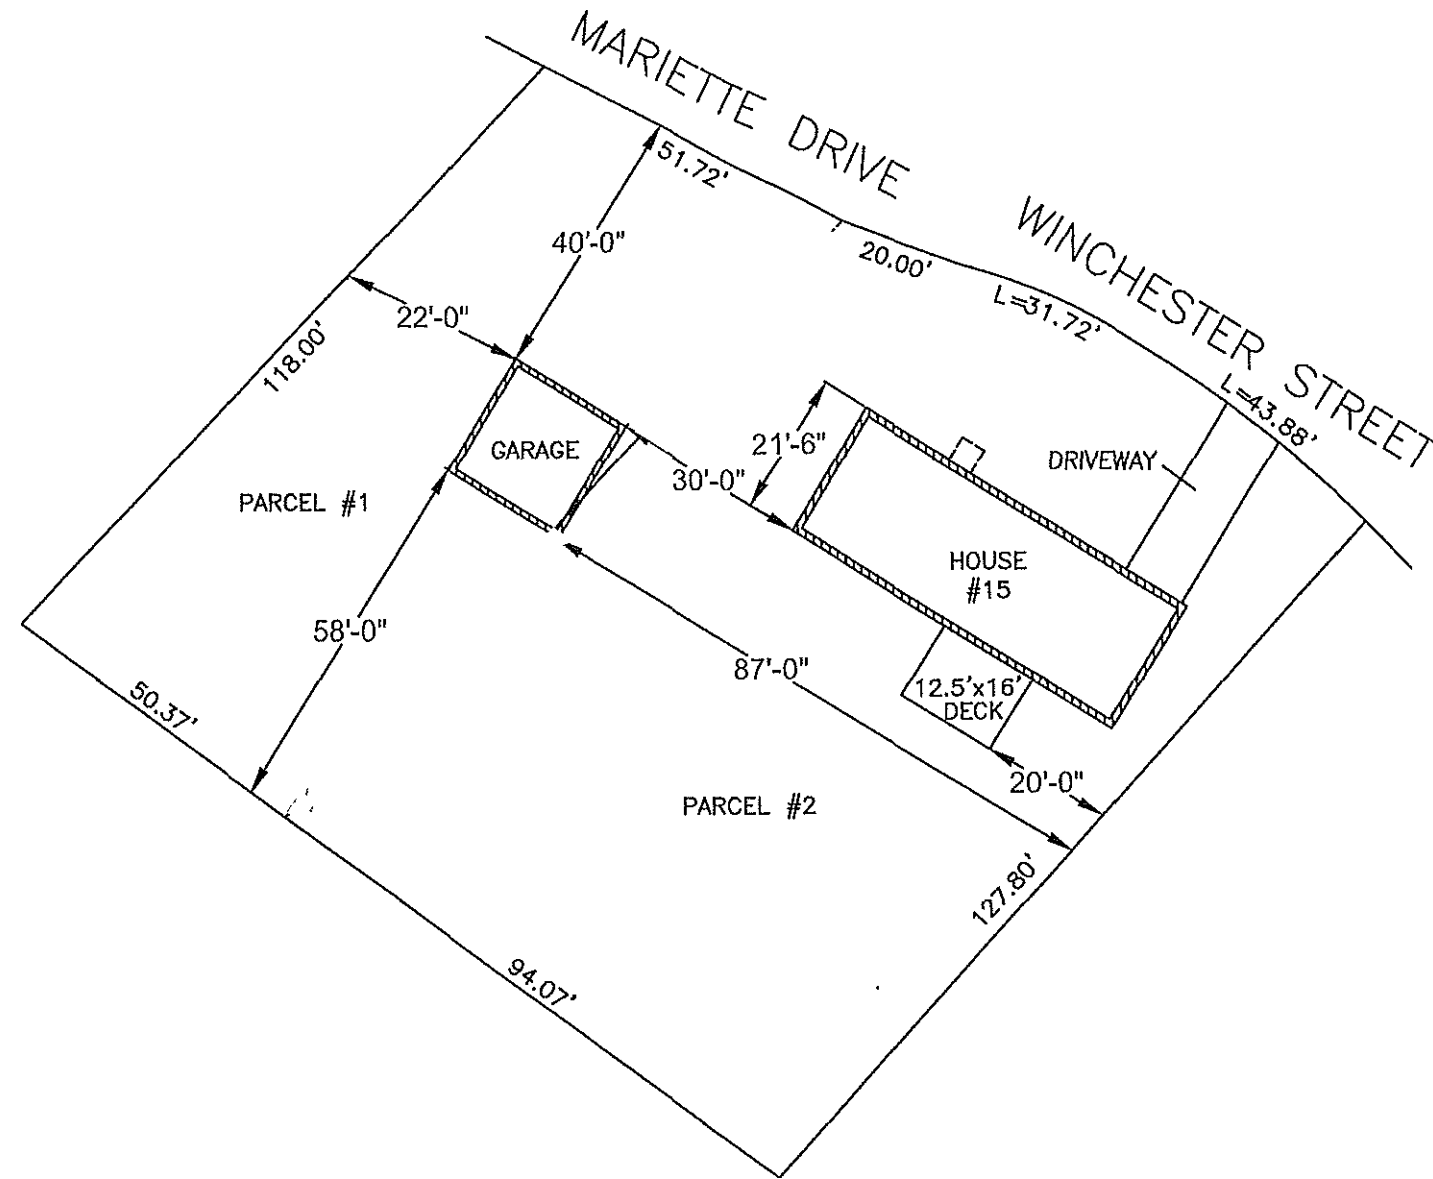 MARIETTE DRIVE
WINCHESTER STREET
51.72'
20.00'
L=31.72'
L=43.88'
40'-0"
22'-0"
118.00'
GARAGE
21'-6"
30'-0"
DRIVEWAY
PARCEL #1
HOUSE
#15
58'-0"
87'-0"
12.5'x16'
DECK
20'-0"
50.37'
PARCEL #2
127.80'
94.07'